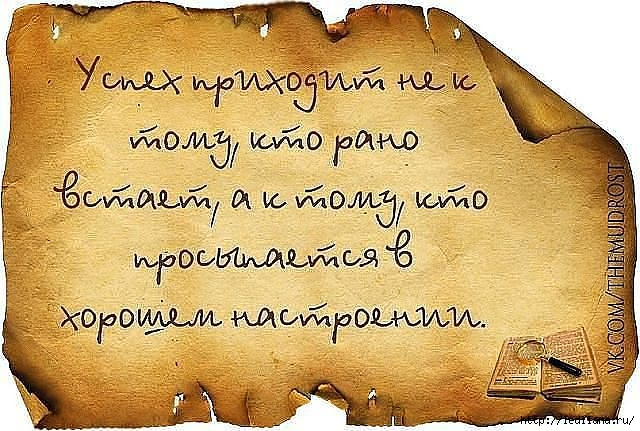 Успех приходит не к
тому, кто рано
встает, а к тому, кто
просыпается в
хорошем настроении.
VK.COM/THEMUDROST